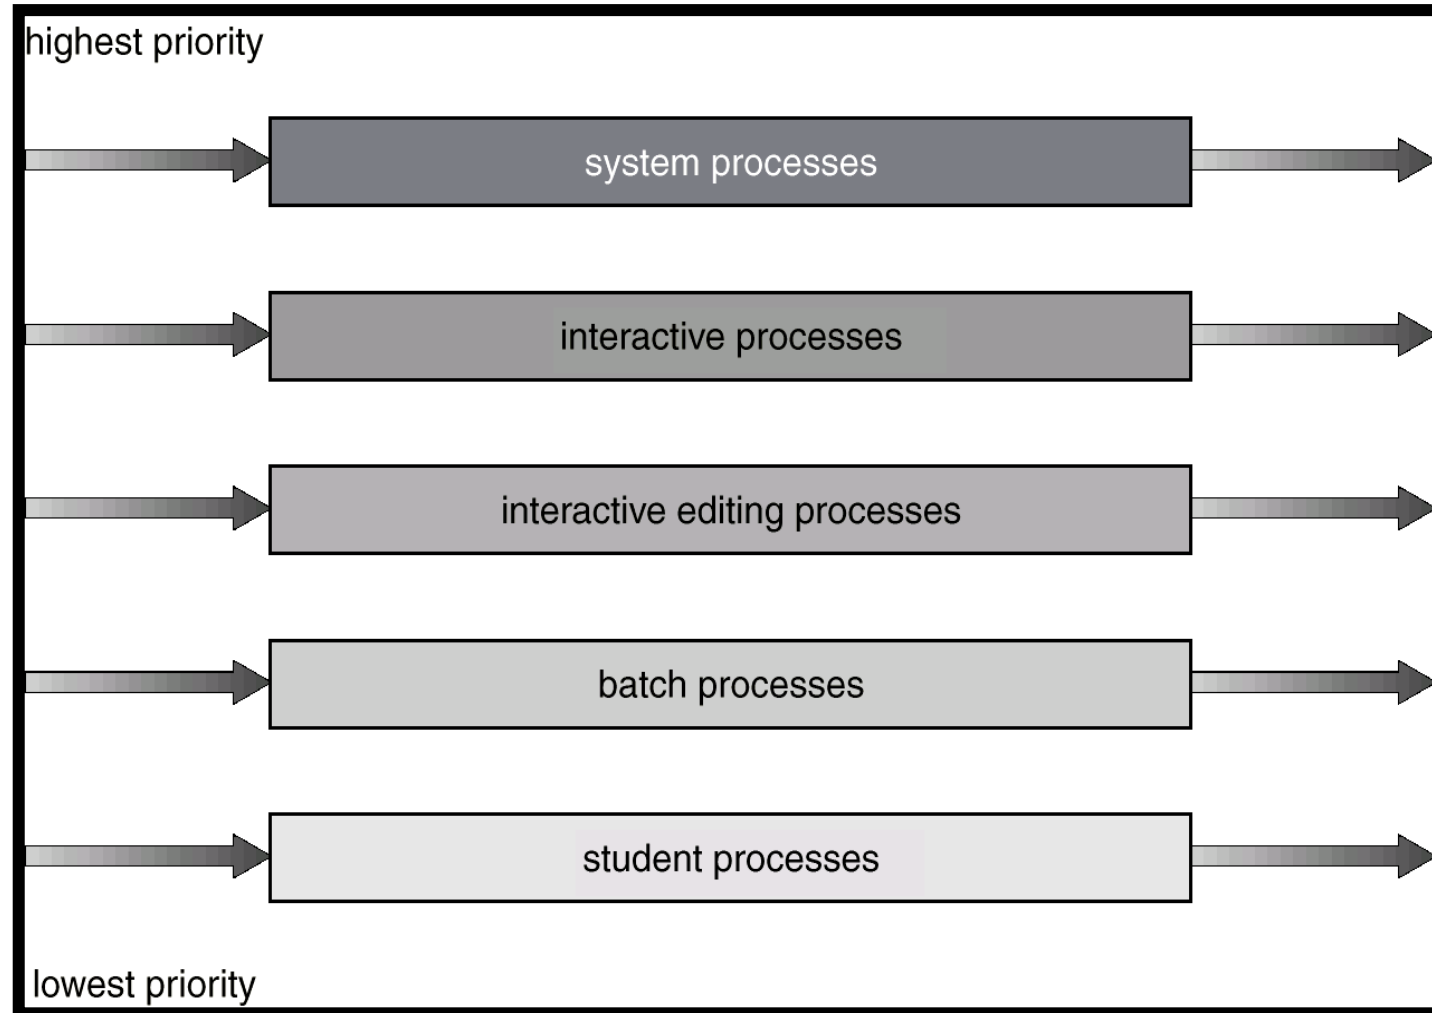 highest priority
system processes
interactive processes
interactive editing processes
batch processes
student processes
lowest priority